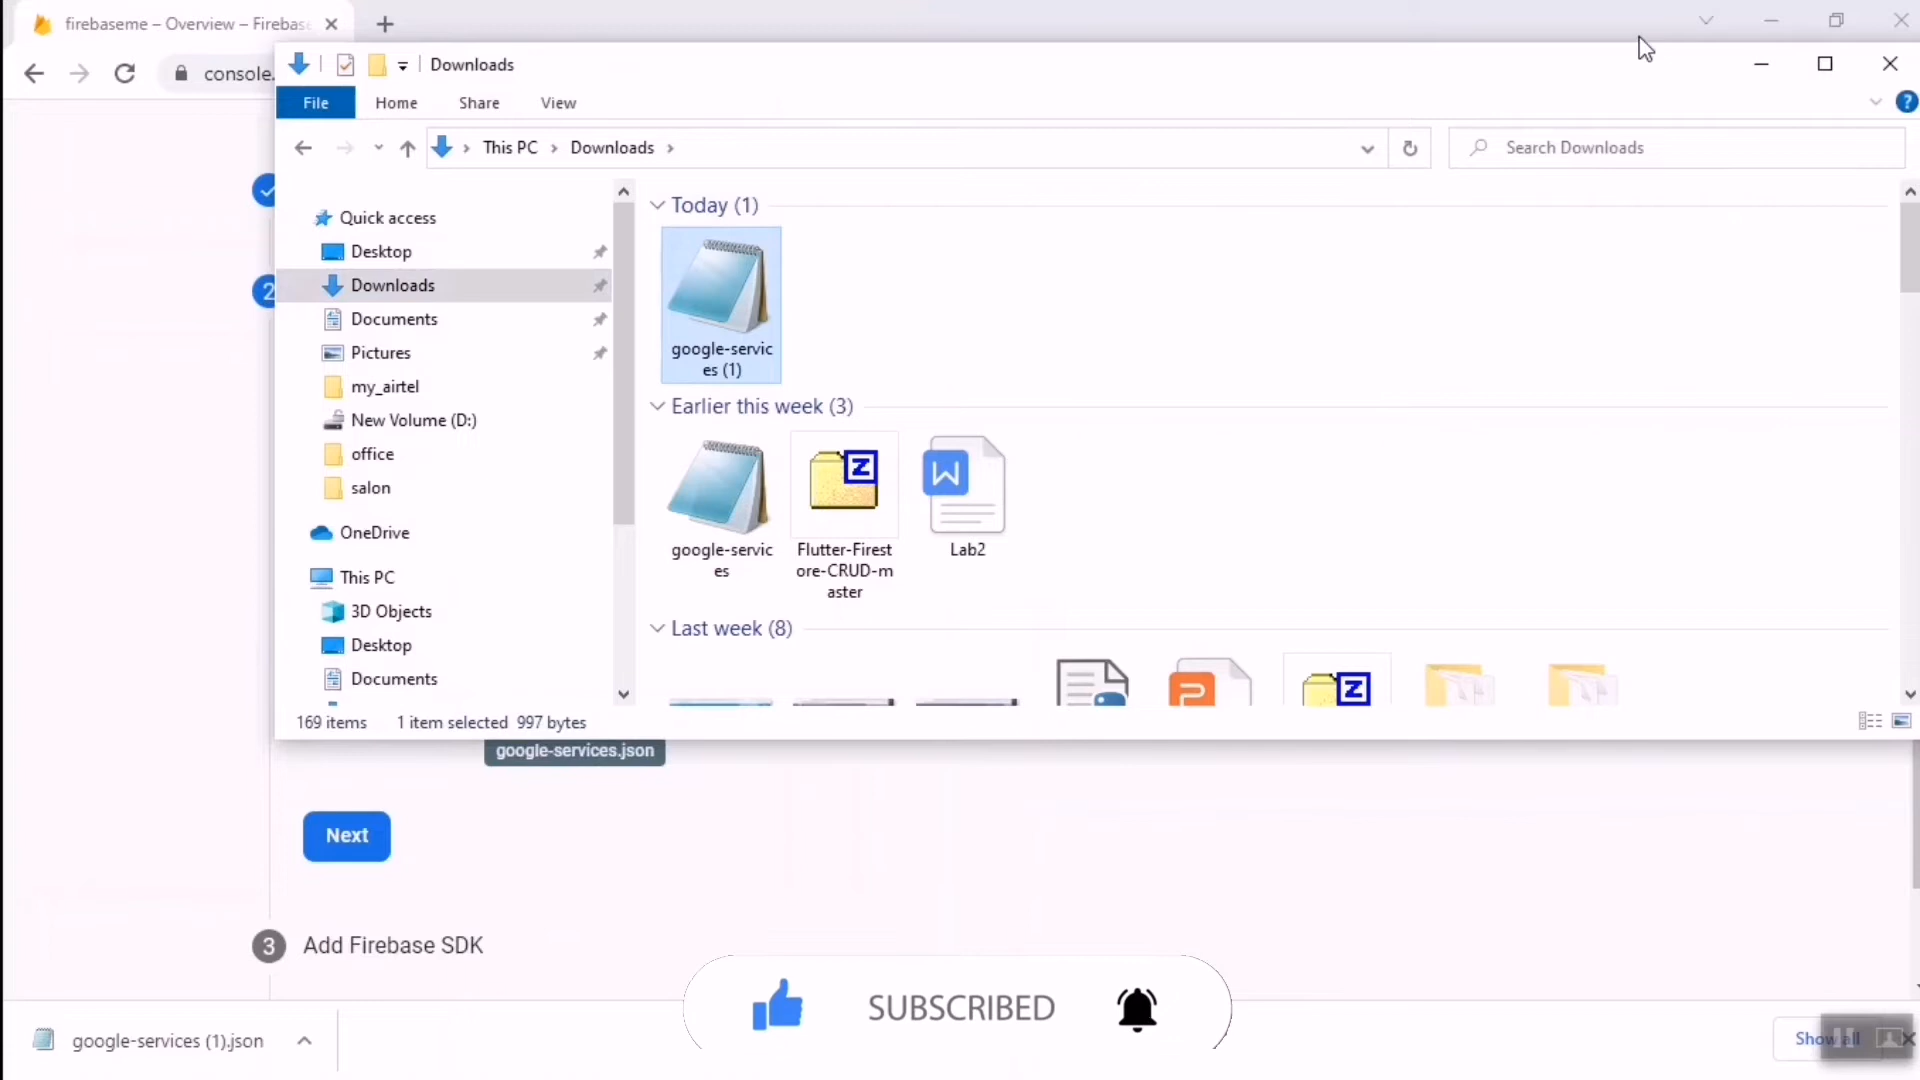 firebaseme – Overview – Firebas
console.
Downloads
File
Home
Share
View
This PC
Downloads
Search Downloads
Quick access
Desktop
Downloads
Documents
Pictures
my_airtel
New Volume (D:)
office
salon
OneDrive
This PC
3D Objects
Desktop
Documents
Today (1)
google-servic
es (1)
Earlier this week (3)
google-servic
es
Flutter-Firest
ore-CRUD-m
aster
W
Lab2
Last week (8)
169 items
1 item selected 997 bytes
2
google-services.json
Next
3
Add Firebase SDK
SUBSCRIBED
google-services (1).json
Show all